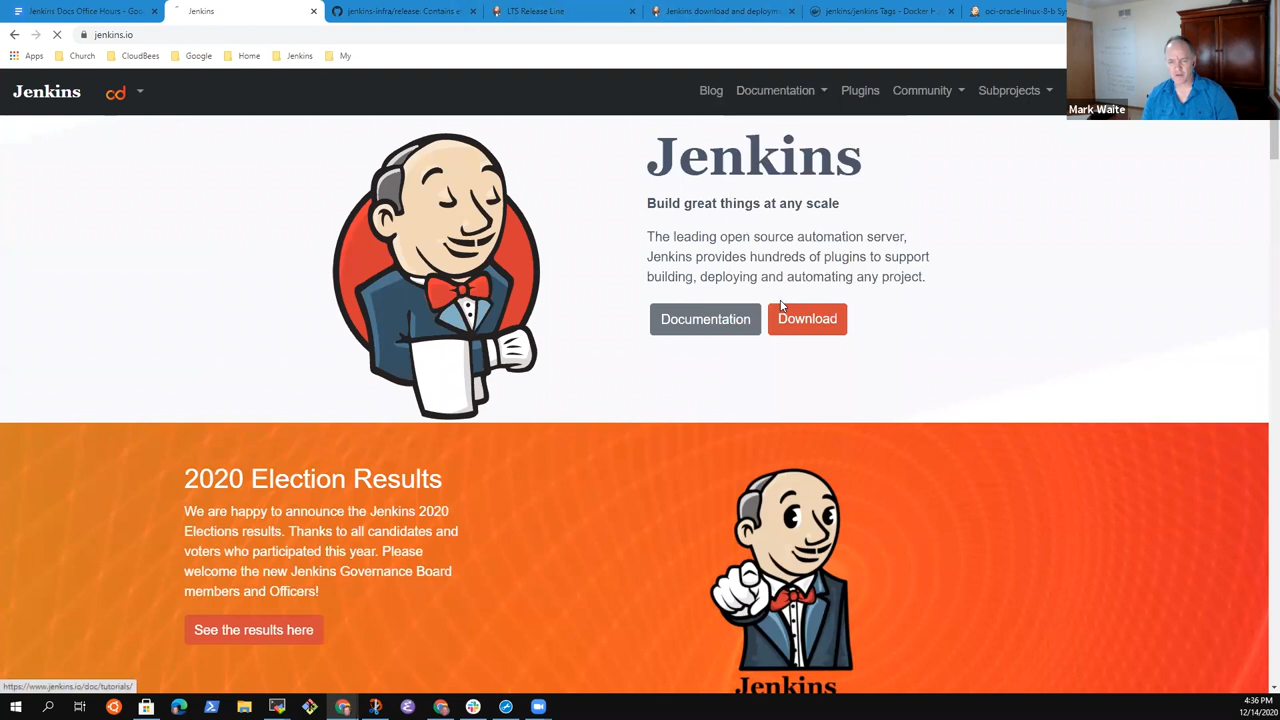 Jenkins Docs Office Hours - Goo
Jenkins
jenkins-infra/release: Contains e
LTS Release Line
Jenkins download and deploym
jenkins/jenkins Tags - Docker H
oci-oracle-linux-8-b Sy
jenkins.io
Apps
Church
CloudBees
Google
Home
Jenkins
My
Jenkins
cd
Blog
Documentation
Plugins
Community
Subprojects
Mark Waite
Jenkins
Build great things at any scale
The leading open source automation server,
Jenkins provides hundreds of plugins to support
building, deploying and automating any project.
Documentation
Download
2020 Election Results
We are happy to announce the Jenkins 2020
Elections results. Thanks to all candidates and
voters who participated this year. Please
welcome the new Jenkins Governance Board
members and Officers!
See the results here
Jenkins
https://www.jenkins.io/doc/tutorials/
4:36 PM
12/14/2020